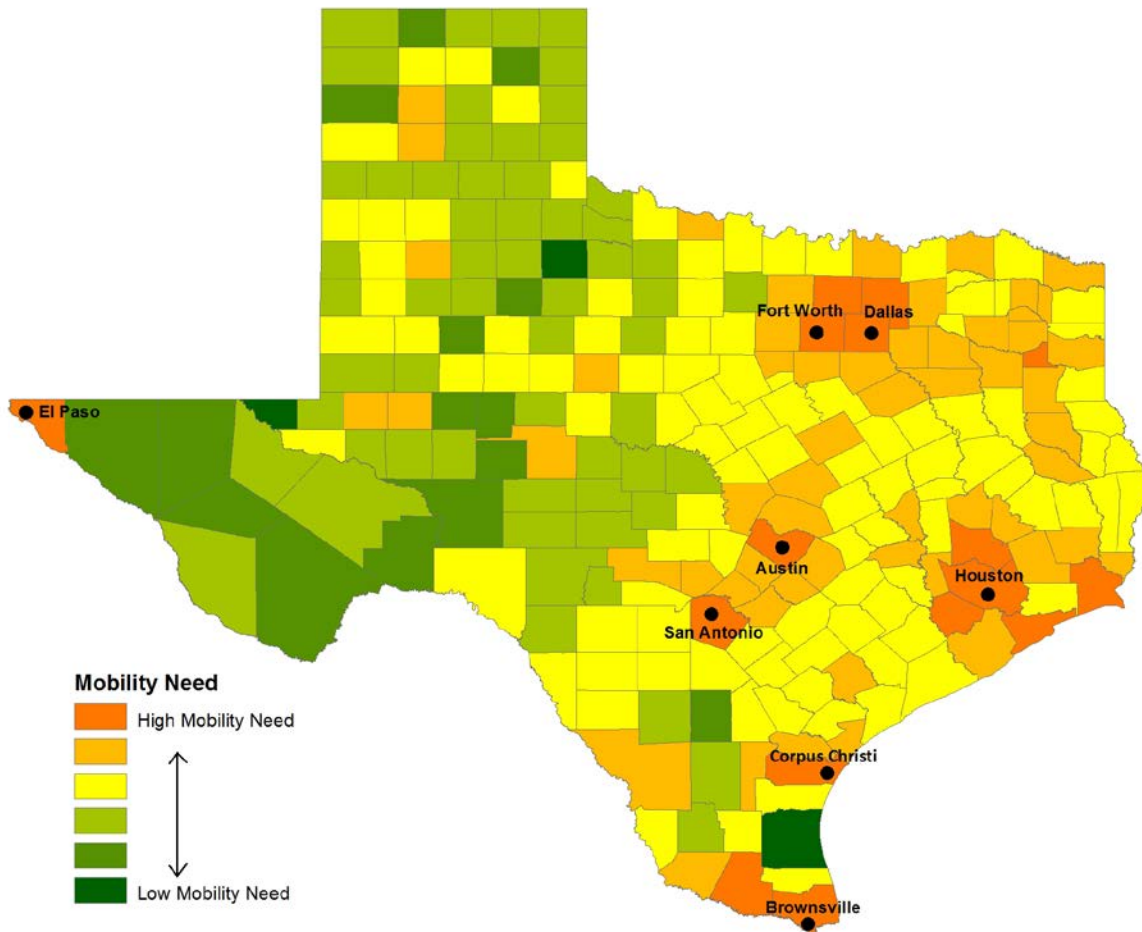 Fort Worth
Dallas
El Paso
Austin
Houston
San Antonio
Mobility Need
High Mobility Need
Corpus Christi
Low Mobility Need
Brownsville